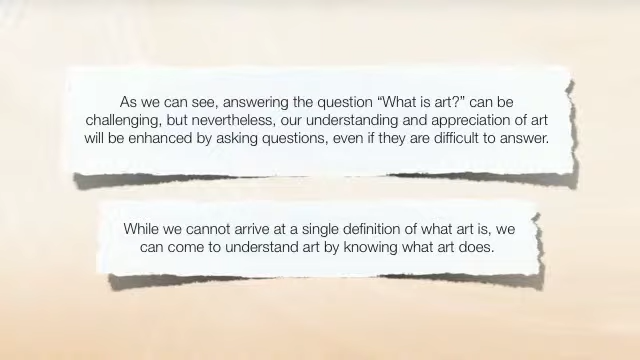 As we can see, answering the question “What is art?” can be
challenging, but nevertheless, our understanding and appreciation of art
will be enhanced by asking questions, even if they are difficult to answer.
While we cannot arrive at a single definition of what art is, we
can come to understand art by knowing what art does.